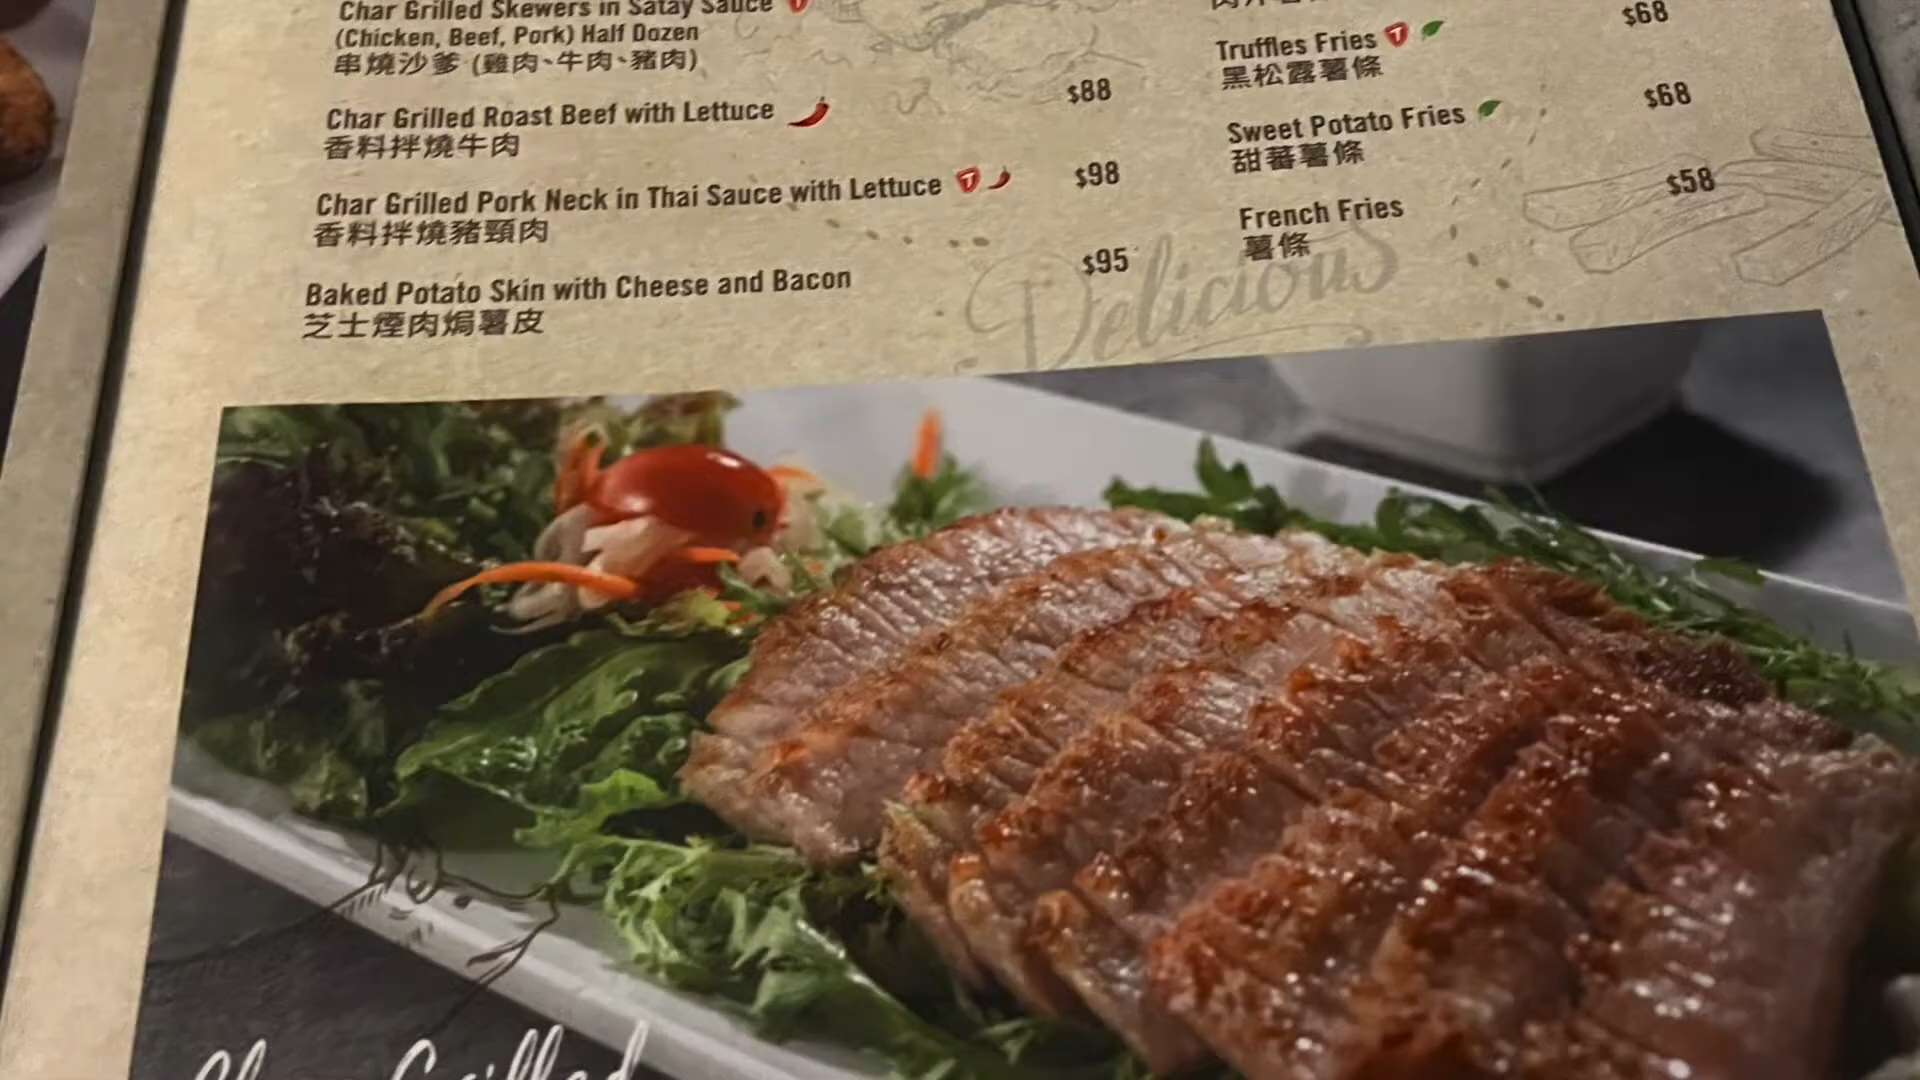 Char Grilled Skewers in Satay Sauce
(Chicken, Beef, Pork) Half Dozen
串燒沙爹 (雞肉、牛肉、豬肉)
Char Grilled Roast Beef with Lettuce $88
香料拌燒牛肉
Char Grilled Pork Neck in Thai Sauce with Lettuce T $98
香料拌燒豬頸肉
Baked Potato Skin with Cheese and Bacon $95
芝士煙肉焗薯皮
Truffles Fries T $68
黑松露薯條
Sweet Potato Fries $68
甜蕃薯條
French Fries $58
薯條
Delicious
Char Grilled